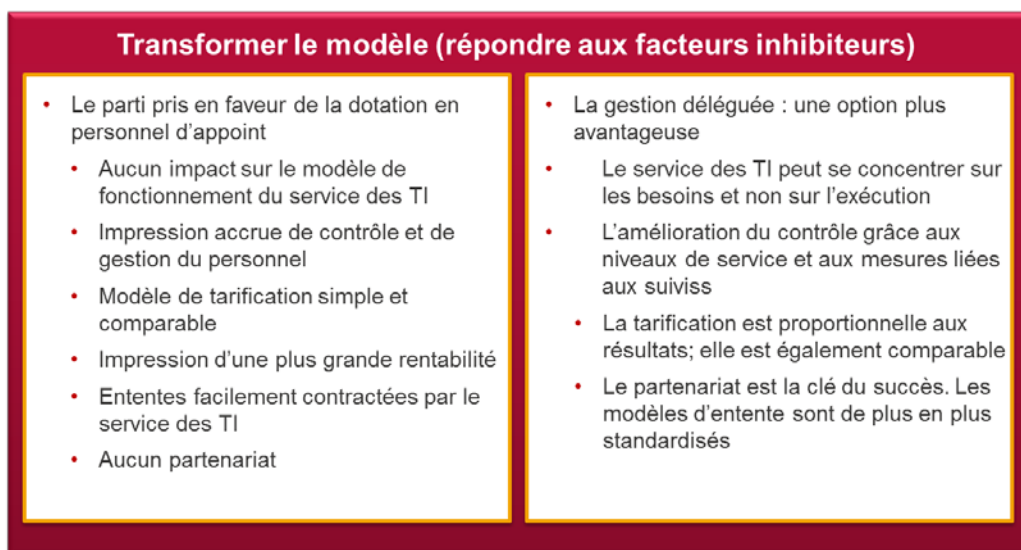 Transformer le modèle (répondre aux facteurs inhibiteurs)
• Le parti pris en faveur de la dotation en
personnel d'appoint
• Aucun impact sur le modèle de
fonctionnement du service des TI
• Impression accrue de contrôle et de
gestion du personnel
• Modèle de tarification simple et
comparable
• Impression d'une plus grande rentabilité
• Ententes facilement contractées par le
service des TI
• Aucun partenariat
• La gestion déléguée : une option plus
avantageuse
• Le service des TI peut se concentrer sur
les besoins et non sur l'exécution
• L'amélioration du contrôle grâce aux
niveaux de service et aux mesures liées
aux suiviss
• La tarification est proportionnelle aux
résultats; elle est également comparable
• Le partenariat est la clé du succès. Les
modèles d'entente sont de plus en plus
standardisés